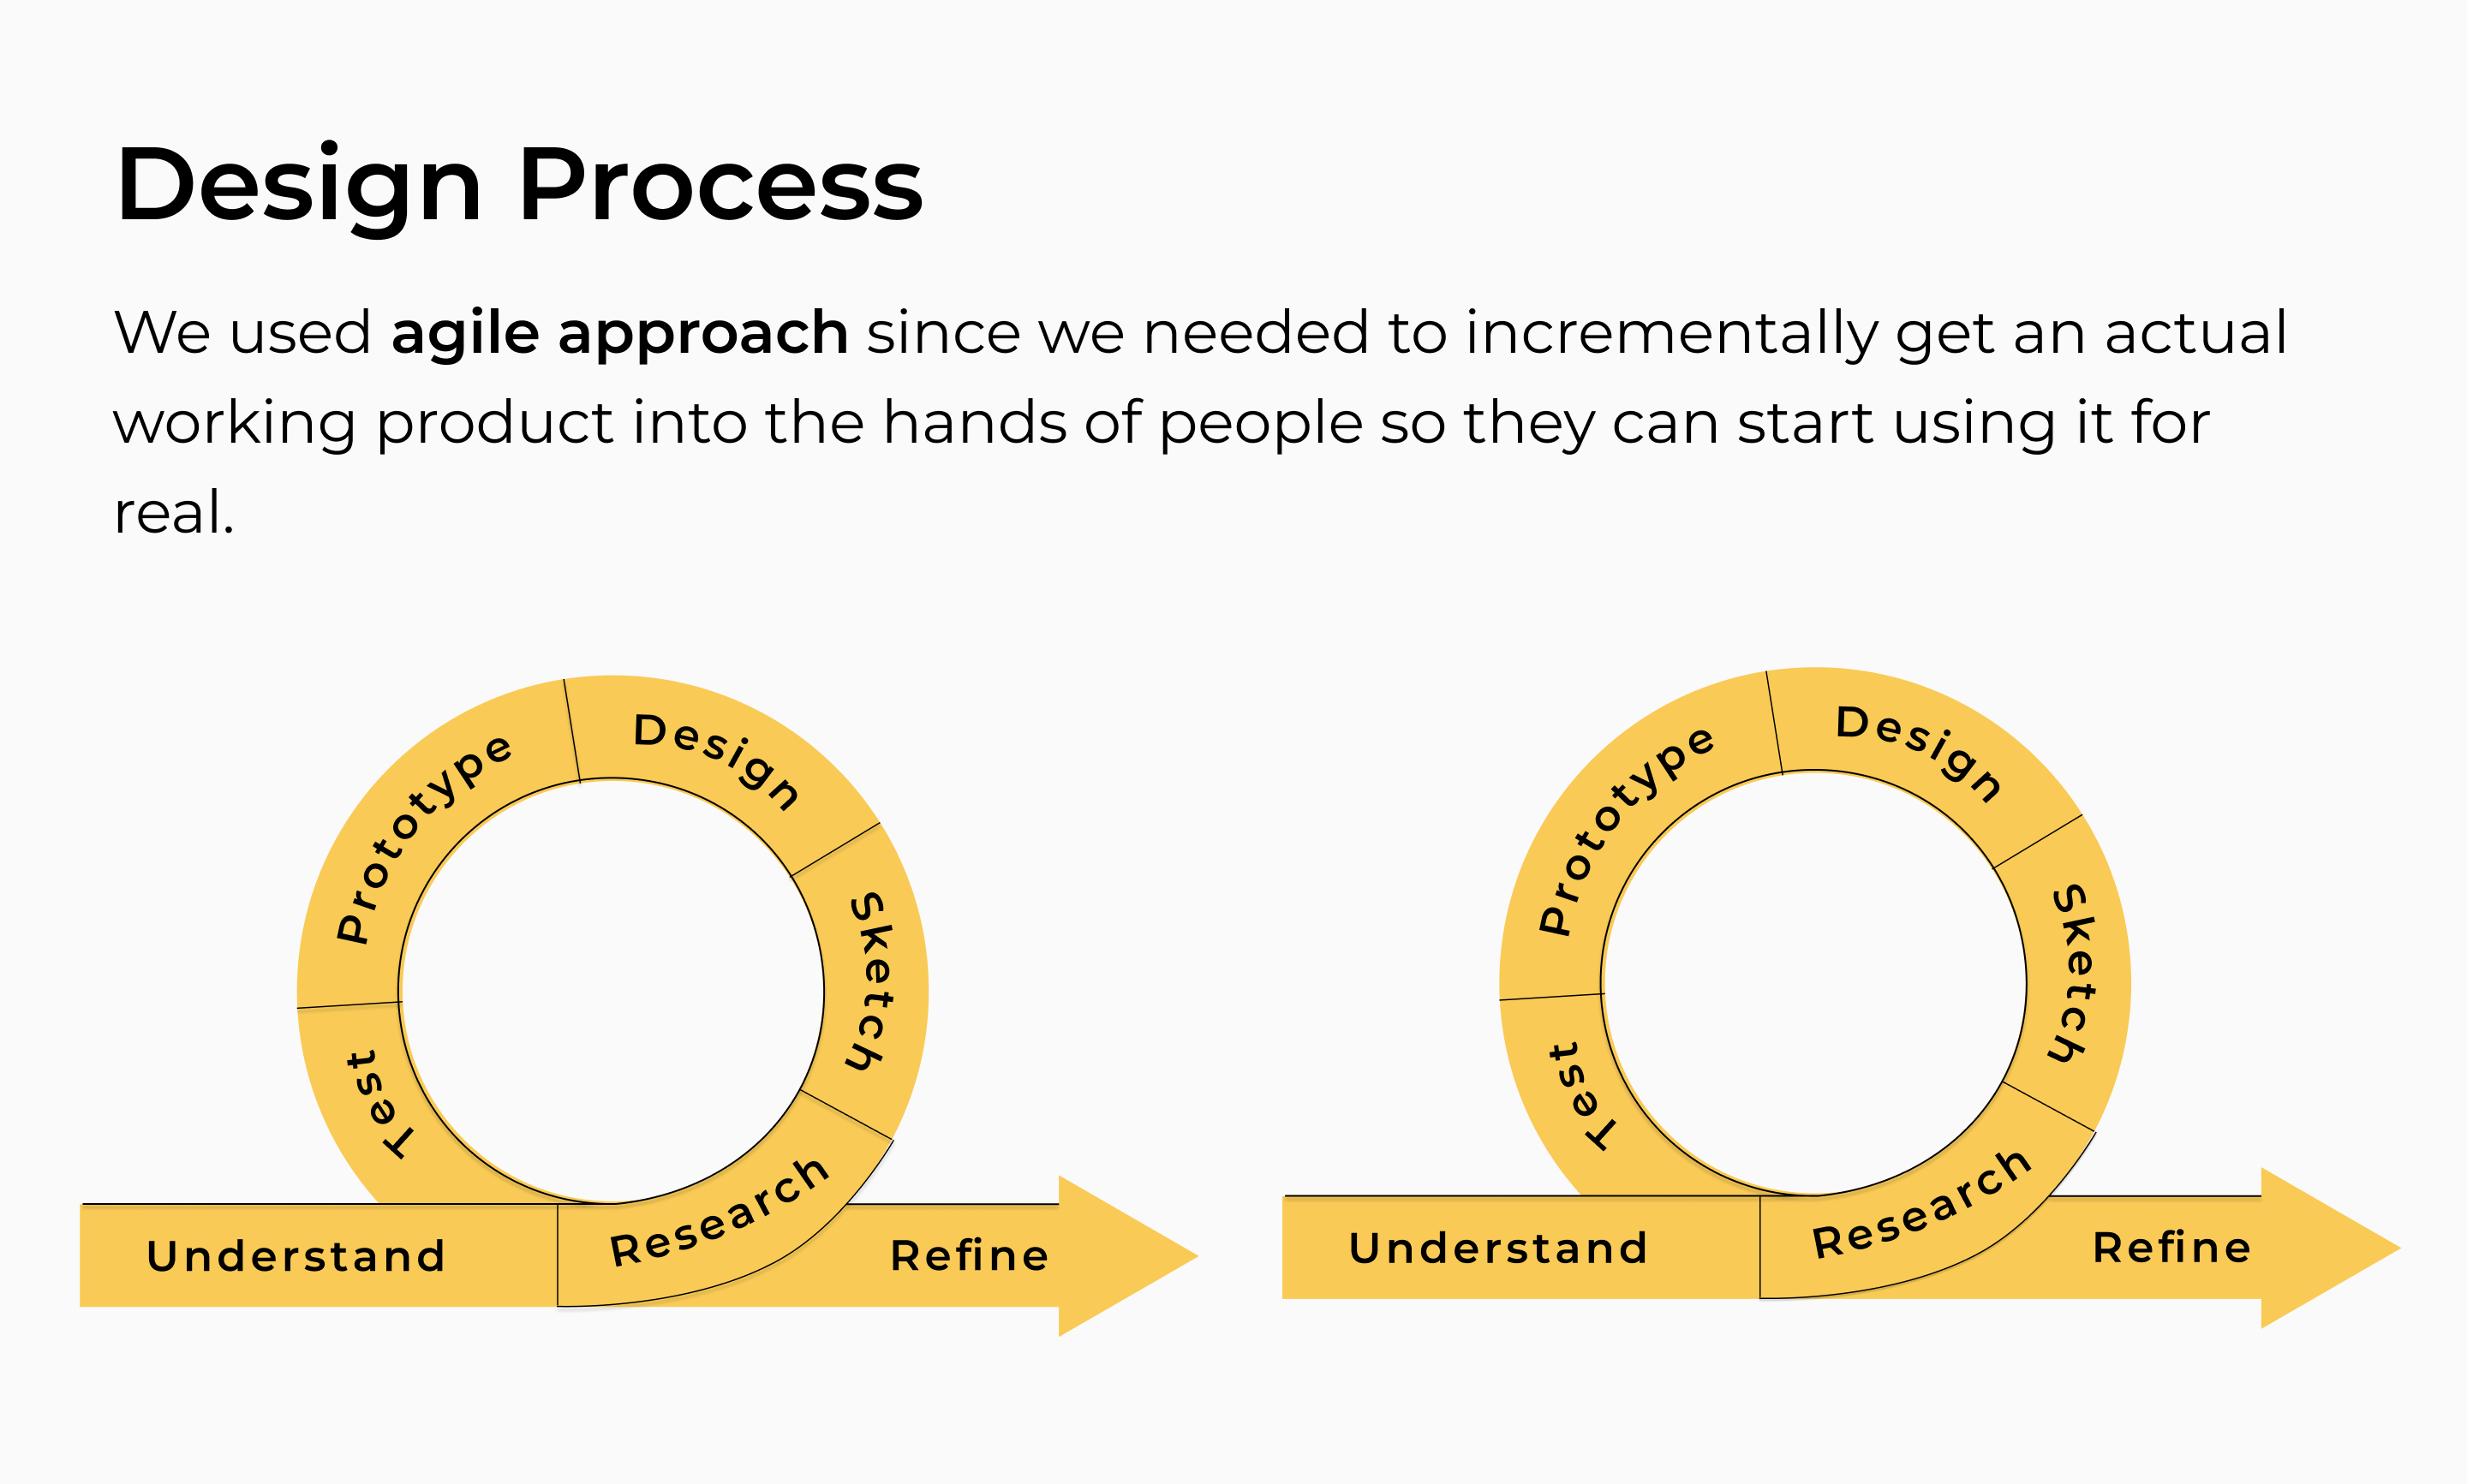 Design Process
We used agile approach since we needed to incrementally get an actual
working product into the hands of people so they can start using it for
real.
Understand
Research
Sketch
Design
Prototype
Test
Refine
Understand
Research
Sketch
Design
Prototype
Test
Refine